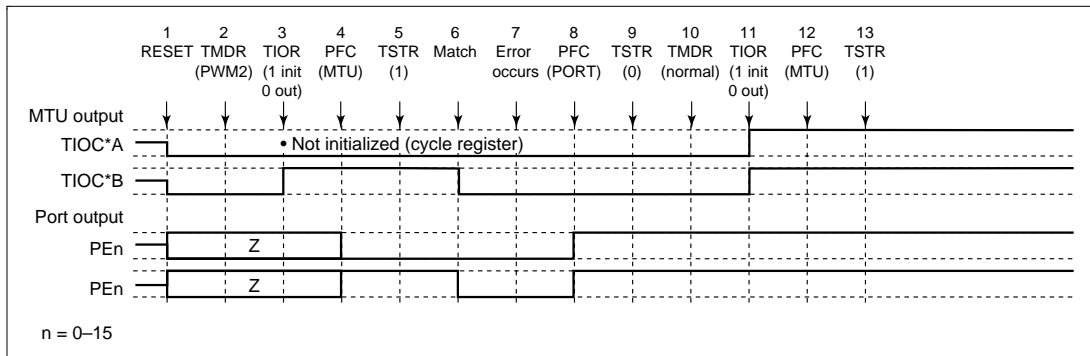 1 2 3 4 5 6 7 8 9 10 11 12 13
RESET TMDR TIOR PFC TSTR Match Error PFC TSTR TMDR TIOR PFC TSTR
(PWM2) (1 init (MTU) (1) occurs (PORT) (0) (normal) (1 init (MTU) (1)
0 out) 0 out)
MTU output
TIOC*A • Not initialized (cycle register)
TIOC*B
Port output
PEn Z
PEn Z
n = 0–15